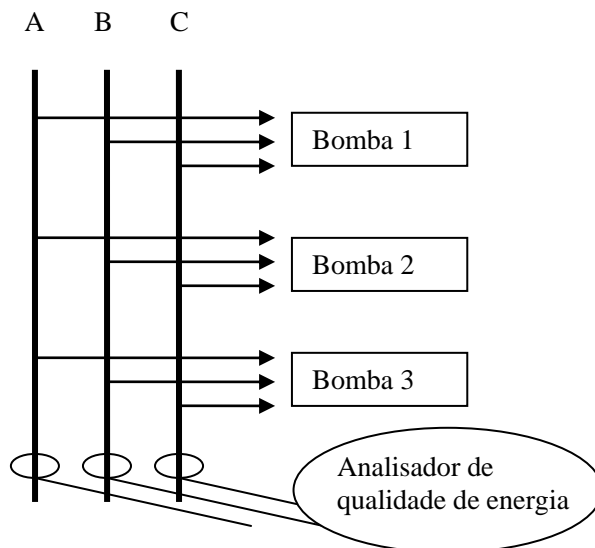 A B C
Bomba 1
Bomba 2
Bomba 3
Analisador de
qualidade de energia